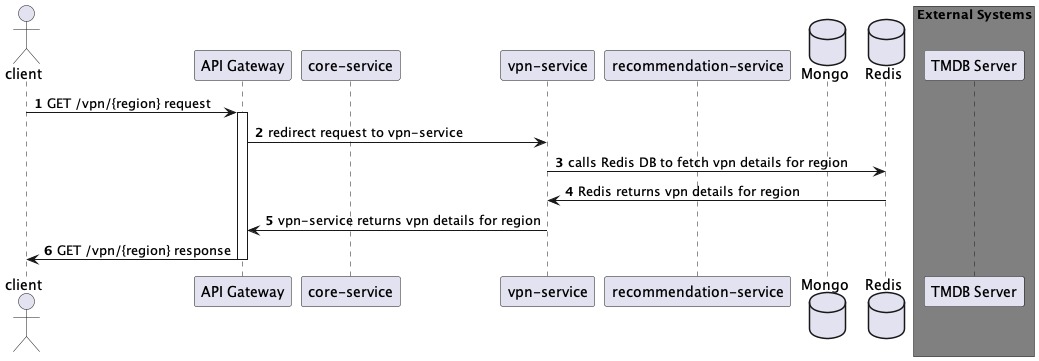 External Systems
client
API Gateway
core-service
vpn-service
recommendation-service
Mongo
Redis
TMDB Server
1 GET /vpn/{region} request
2 redirect request to vpn-service
3 calls Redis DB to fetch vpn details for region
4 Redis returns vpn details for region
5 vpn-service returns vpn details for region
6 GET /vpn/{region} response
client
API Gateway
core-service
vpn-service
recommendation-service
Mongo
Redis
TMDB Server